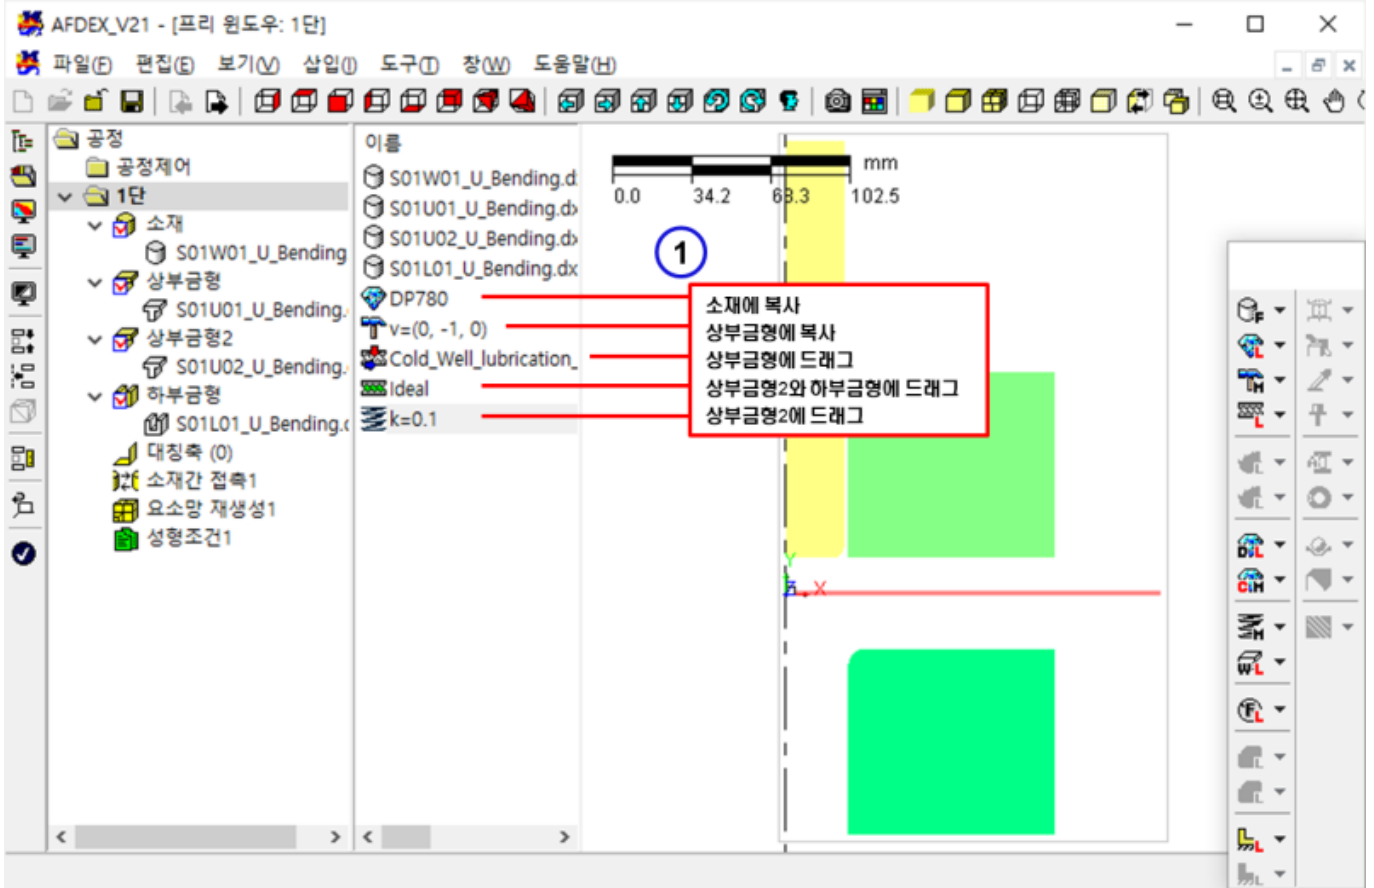 AFDEX_V21 - [프리 윈도우: 1단]
파일(F) 편집(E) 보기(V) 삽입(I) 도구(T) 창(W) 도움말(H)
공정
공정제어
1단
소재
S01W01_U_Bending
상부금형
S01U01_U_Bending.
상부금형2
S01U02_U_Bending.
하부금형
S01L01_U_Bending.
대칭축 (0)
소재간 접촉1
요소망 재생성1
성형조건1
이름
S01W01_U_Bending.d
S01U01_U_Bending.dx
S01U02_U_Bending.dx
S01L01_U_Bending.dx
DP780
v=(0, -1, 0)
Cold_Well_lubrication_
Ideal
k=0.1
mm
0.0 34.2 68.3 102.5
1
소재에 복사
상부금형에 복사
상부금형에 드래그
상부금형2와 하부금형에 드래그
상부금형2에 드래그
Y
Z X